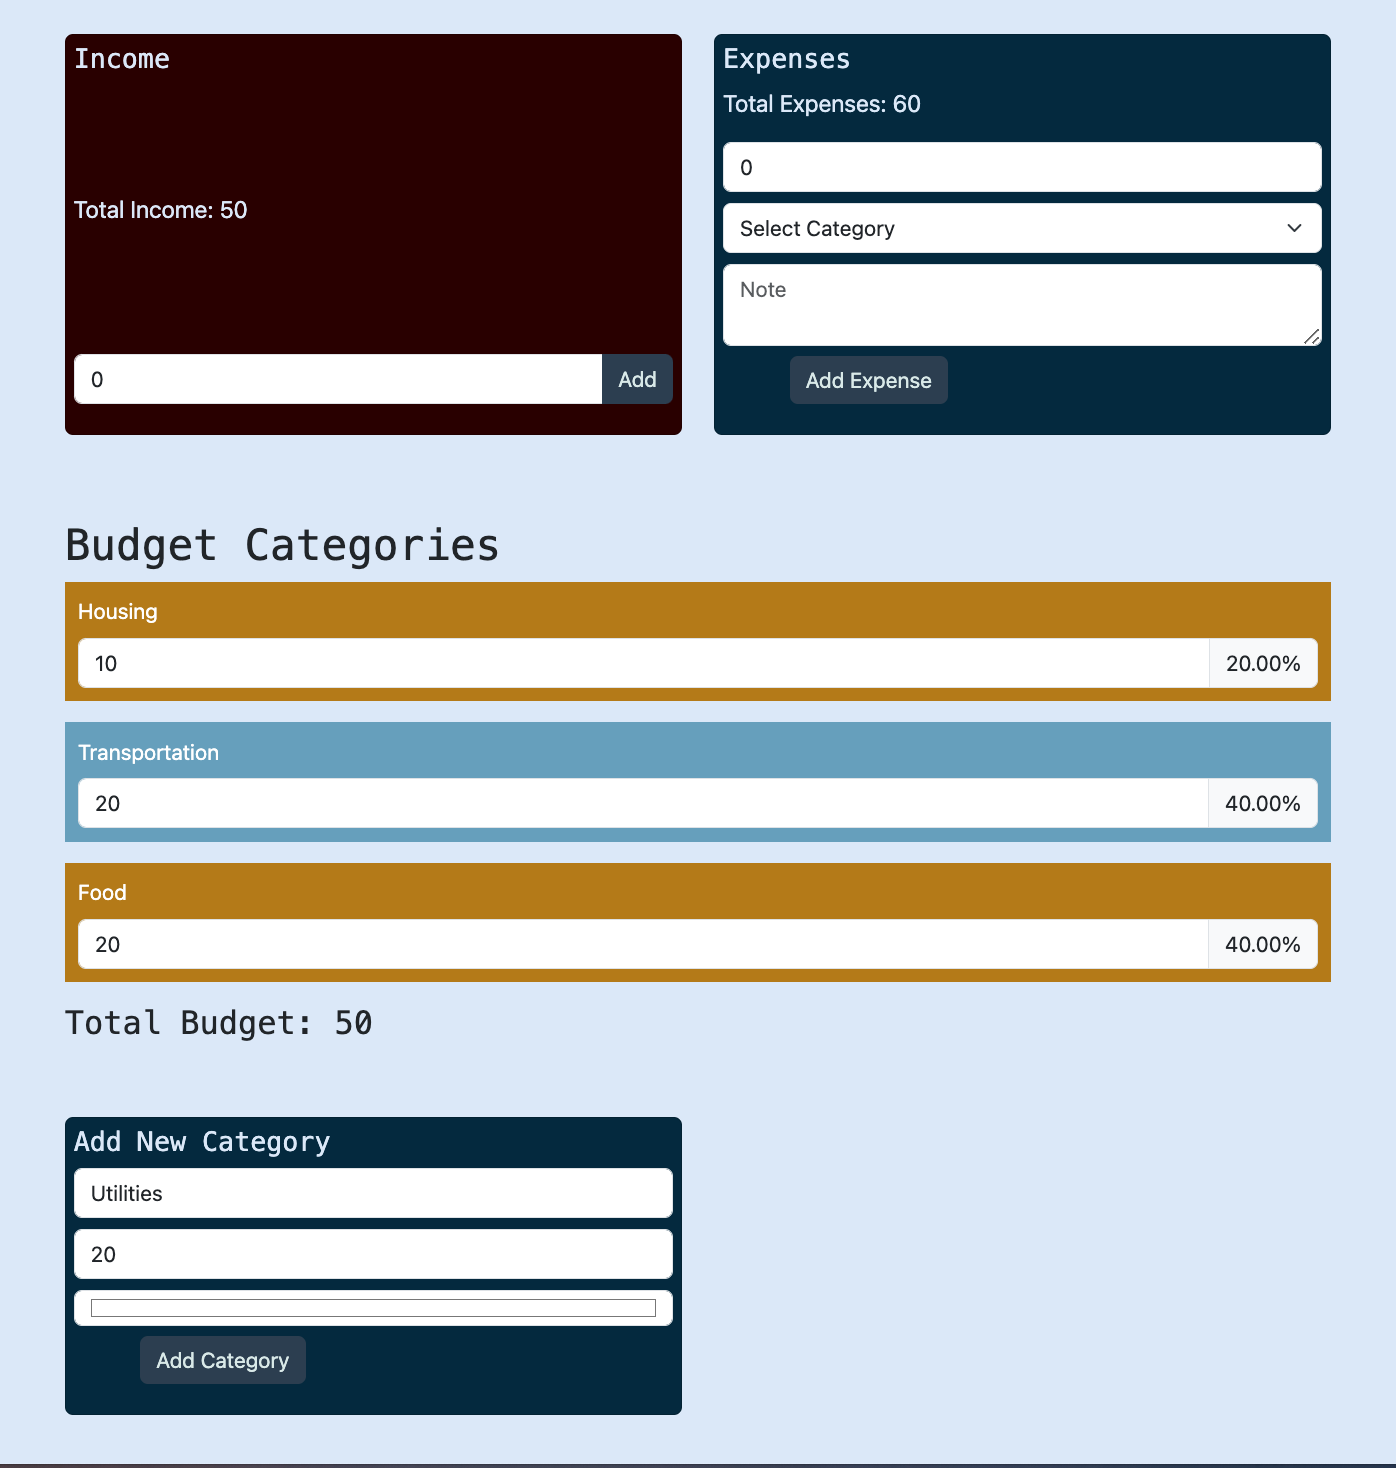 Income
Total Income: 50
0
Add
Expenses
Total Expenses: 60
0
Select Category
Note
Add Expense
Budget Categories
Housing
10
20.00%
Transportation
20
40.00%
Food
20
40.00%
Total Budget: 50
Add New Category
Utilities
20
Add Category